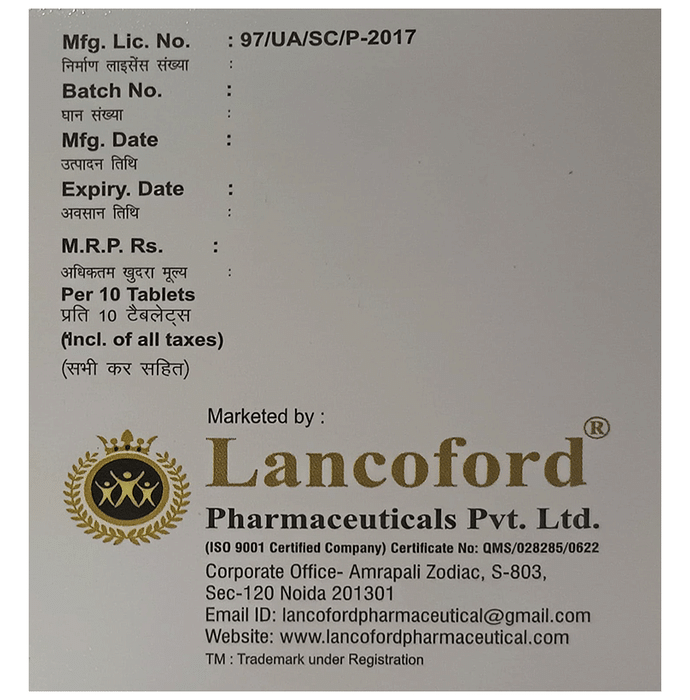 Mfg. Lic. No. : 97/UA/SC/P-2017
निर्माण लाइसेंस संख्या :
Batch No. :
घान संख्या :
Mfg. Date :
उत्पादन तिथि
Expiry. Date :
अवसान तिथि :
M.R.P. Rs. :
अधिकतम खुदरा मूल्य :
Per 10 Tablets
प्रति 10 टैबलेट्स
(Incl. of all taxes)
(सभी कर सहित)
Marketed by :
Lancoford®
Pharmaceuticals Pvt. Ltd.
(ISO 9001 Certified Company) Certificate No: QMS/028285/0622
Corporate Office- Amrapali Zodiac, S-803,
Sec-120 Noida 201301
Email ID: lancofordpharmaceutical@gmail.com
Website: www.lancofordpharmaceutical.com
TM : Trademark under Registration